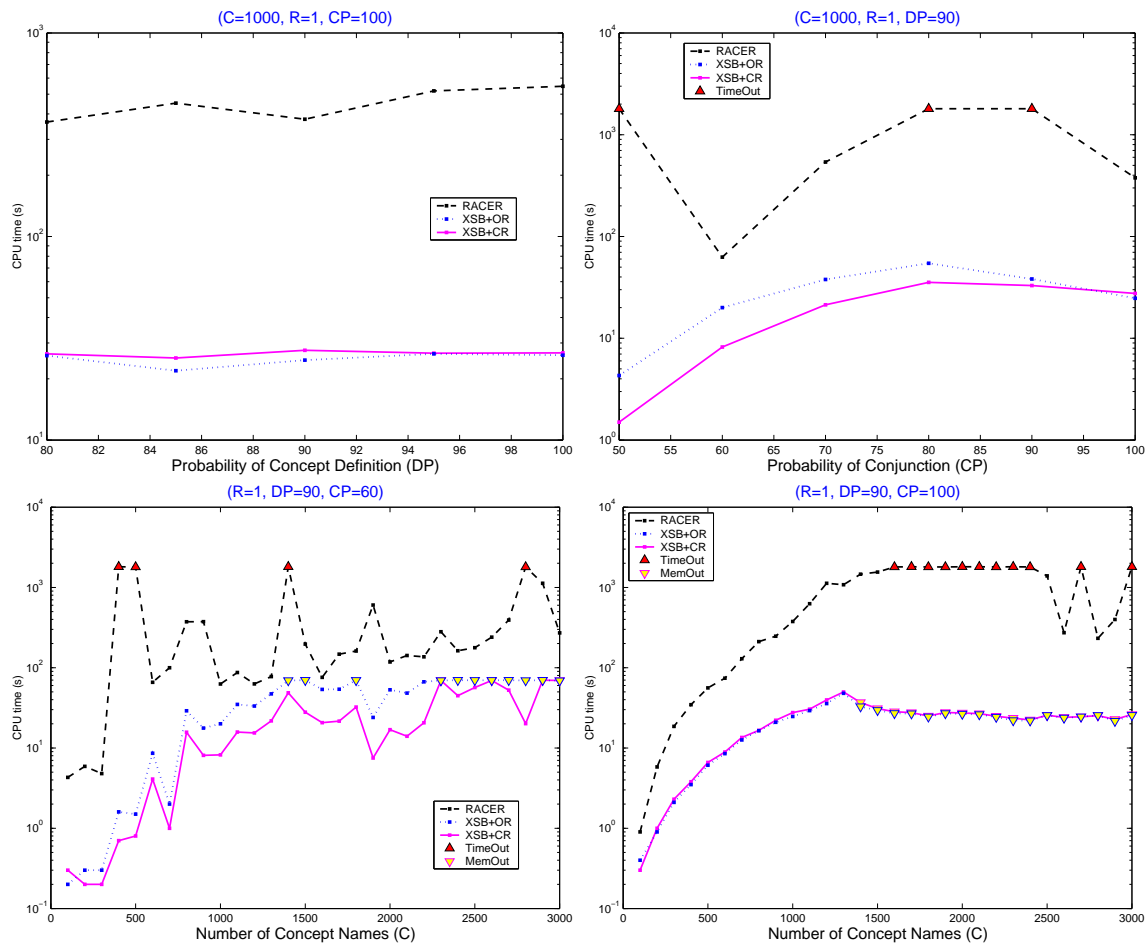 (C=1000, R=1, CP=100)
10^3
10^2
10^1
CPU time (s)
RACER
XSB+OR
XSB+CR
80 82 84 86 88 90 92 94 96 98 100
Probability of Concept Definition (DP)
(C=1000, R=1, DP=90)
10^4
10^3
10^2
10^1
10^0
CPU time (s)
RACER
XSB+OR
XSB+CR
TimeOut
50 55 60 65 70 75 80 85 90 95 100
Probability of Conjunction (CP)
(R=1, DP=90, CP=60)
10^4
10^3
10^2
10^1
10^0
10^−1
CPU time (s)
RACER
XSB+OR
XSB+CR
TimeOut
MemOut
0 500 1000 1500 2000 2500 3000
Number of Concept Names (C)
(R=1, DP=90, CP=100)
10^4
10^3
10^2
10^1
10^0
10^−1
CPU time (s)
RACER
XSB+OR
XSB+CR
TimeOut
MemOut
0 500 1000 1500 2000 2500 3000
Number of Concept Names (C)